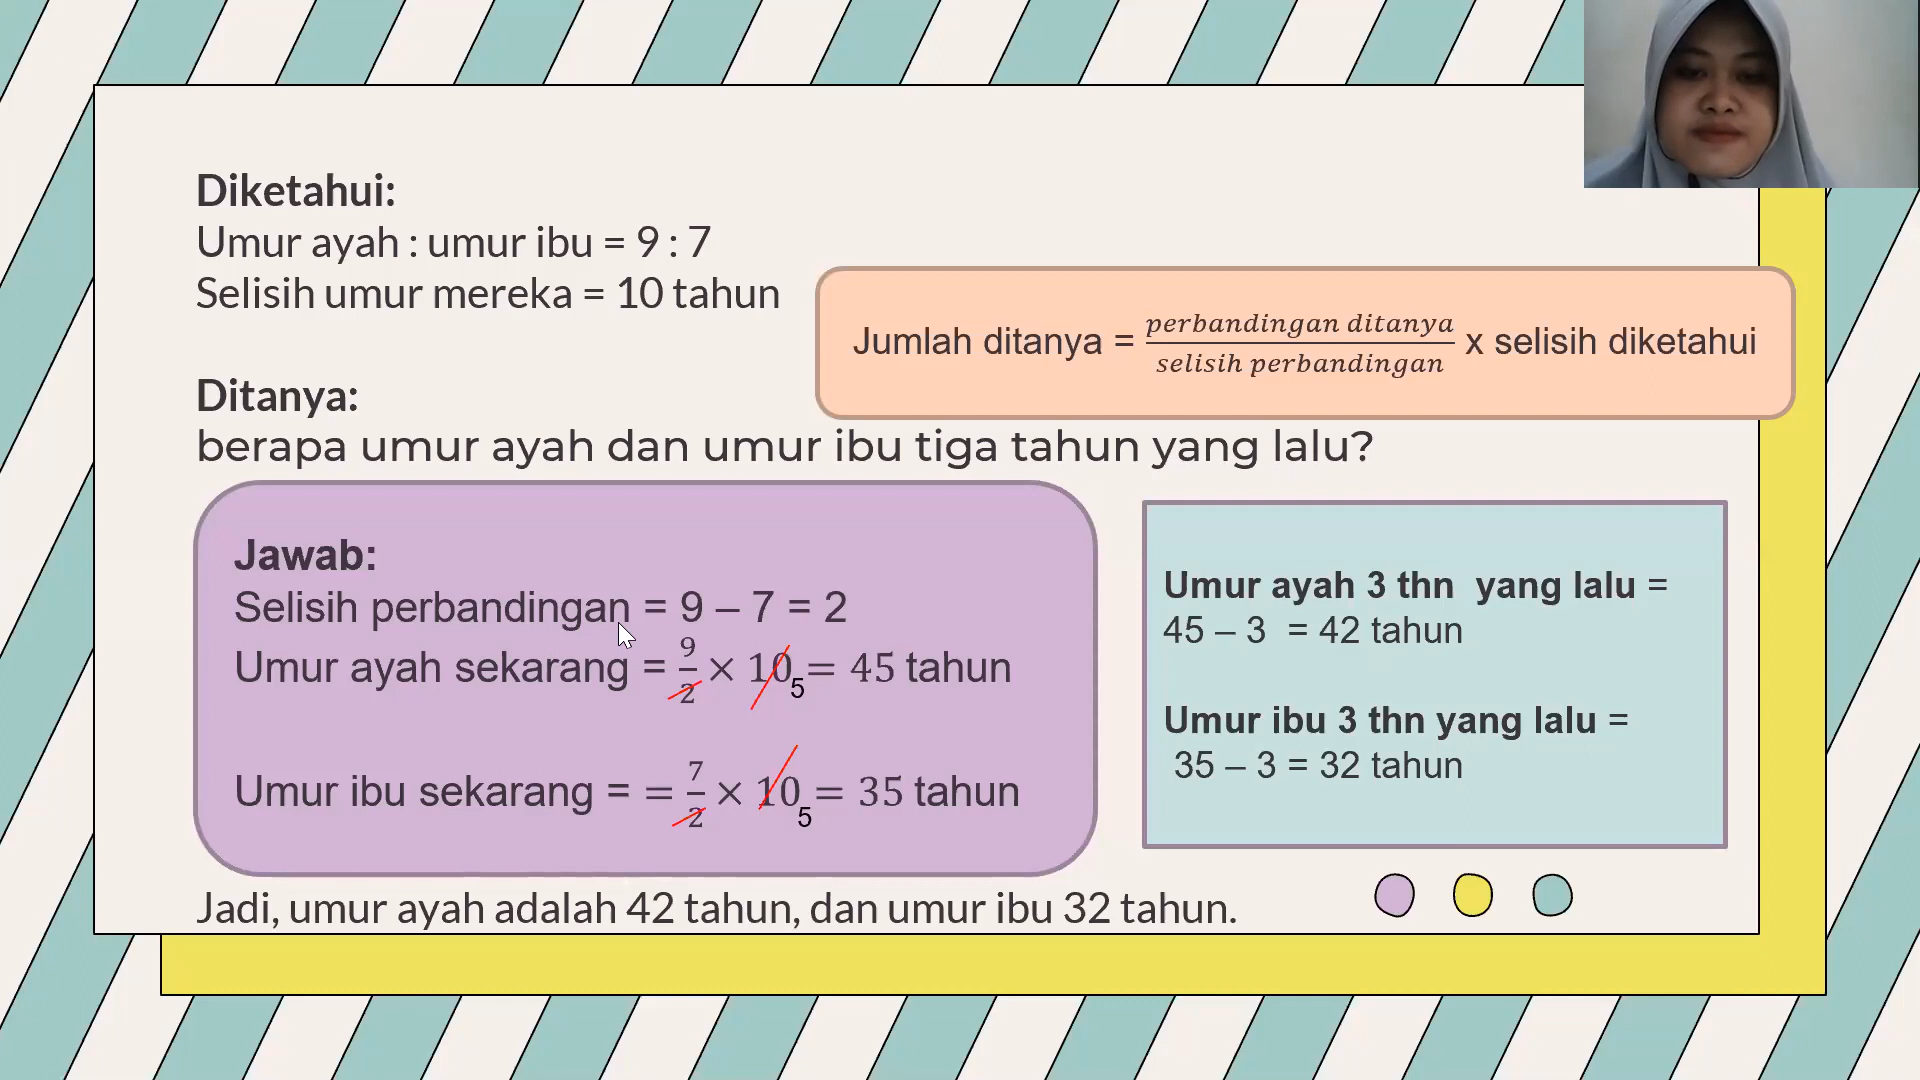 Diketahui:
Umur ayah : umur ibu = 9 : 7
Selisih umur mereka = 10 tahun
Jumlah ditanya = perbandingan ditanya / selisih perbandingan x selisih diketahui
Ditanya:
berapa umur ayah dan umur ibu tiga tahun yang lalu?
Jawab:
Selisih perbandingan = 9 – 7 = 2
Umur ayah sekarang = 9/2 × 10 5 = 45 tahun
Umur ibu sekarang = = 7/2 × 10 5 = 35 tahun
Umur ayah 3 thn yang lalu =
45 – 3 = 42 tahun
Umur ibu 3 thn yang lalu =
35 – 3 = 32 tahun
Jadi, umur ayah adalah 42 tahun, dan umur ibu 32 tahun.